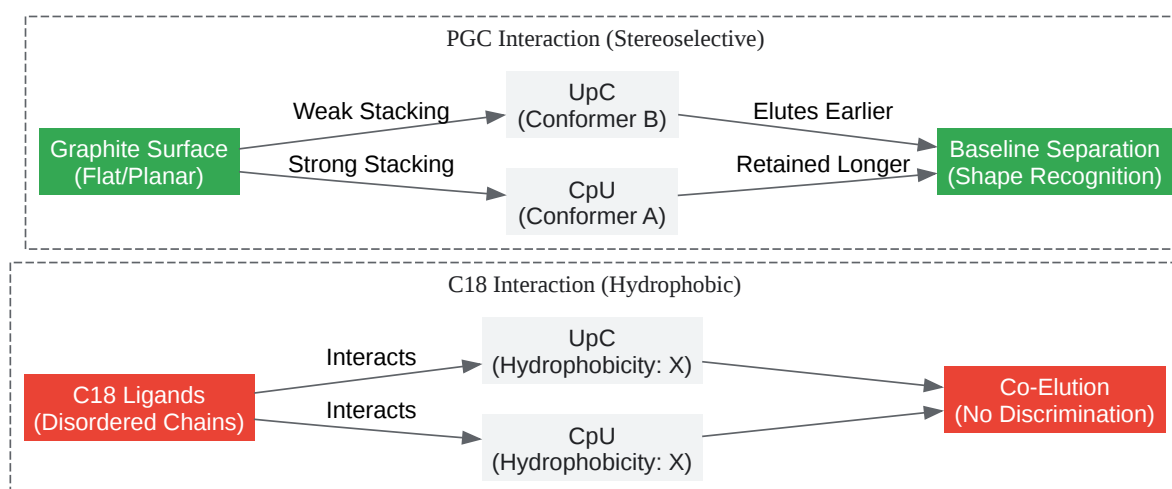 PGC Interaction (Stereoselective)
Graphite Surface
(Flat/Planar)
Weak Stacking
Strong Stacking
UpC
(Conformer B)
CpU
(Conformer A)
Elutes Earlier
Retained Longer
Baseline Separation
(Shape Recognition)
C18 Interaction (Hydrophobic)
C18 Ligands
(Disordered Chains)
Interacts
Interacts
UpC
(Hydrophobicity: X)
CpU
(Hydrophobicity: X)
Co-Elution
(No Discrimination)